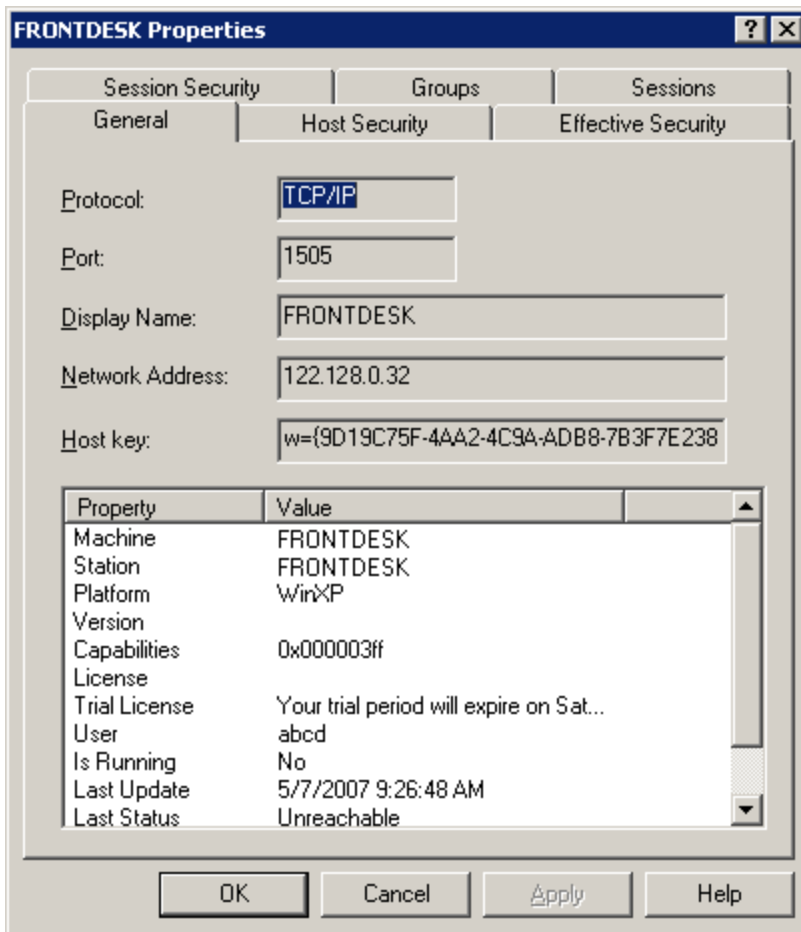 FRONTDESK Properties
Session Security Groups Sessions
General Host Security Effective Security
Protocol: TCP/IP
Port: 1505
Display Name: FRONTDESK
Network Address: 122.128.0.32
Host key: w={9D19C75F-4AA2-4C9A-ADB8-7B3F7E238
Property Value
Machine FRONTDESK
Station FRONTDESK
Platform WinXP
Version
Capabilities 0x000003ff
License
Trial License Your trial period will expire on Sat...
User abcd
Is Running No
Last Update 5/7/2007 9:26:48 AM
Last Status Unreachable
OK Cancel Apply Help